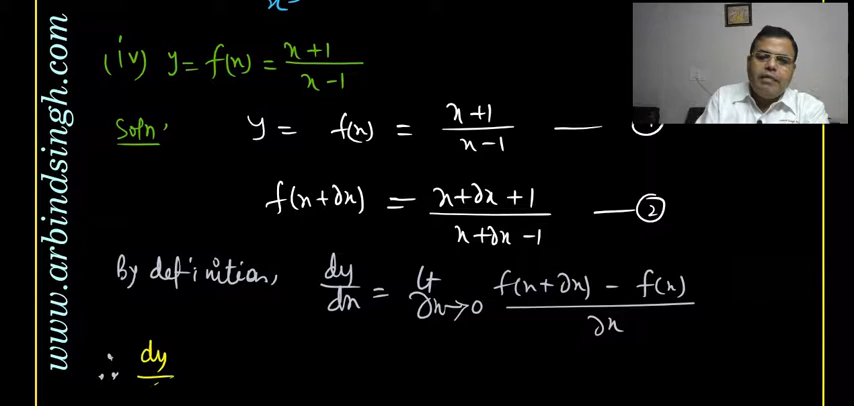 (iv) y = f(x) = x+1 / x-1
Soln.
y = f(x) = x+1 / x-1 —
f(x+∂x) = x+∂x+1 / x+∂x-1 — ②
By definition, dy/dx = Lt ∂x→0 f(x+∂x) - f(x) / ∂x
∴ dy
www.arbindsingh.com